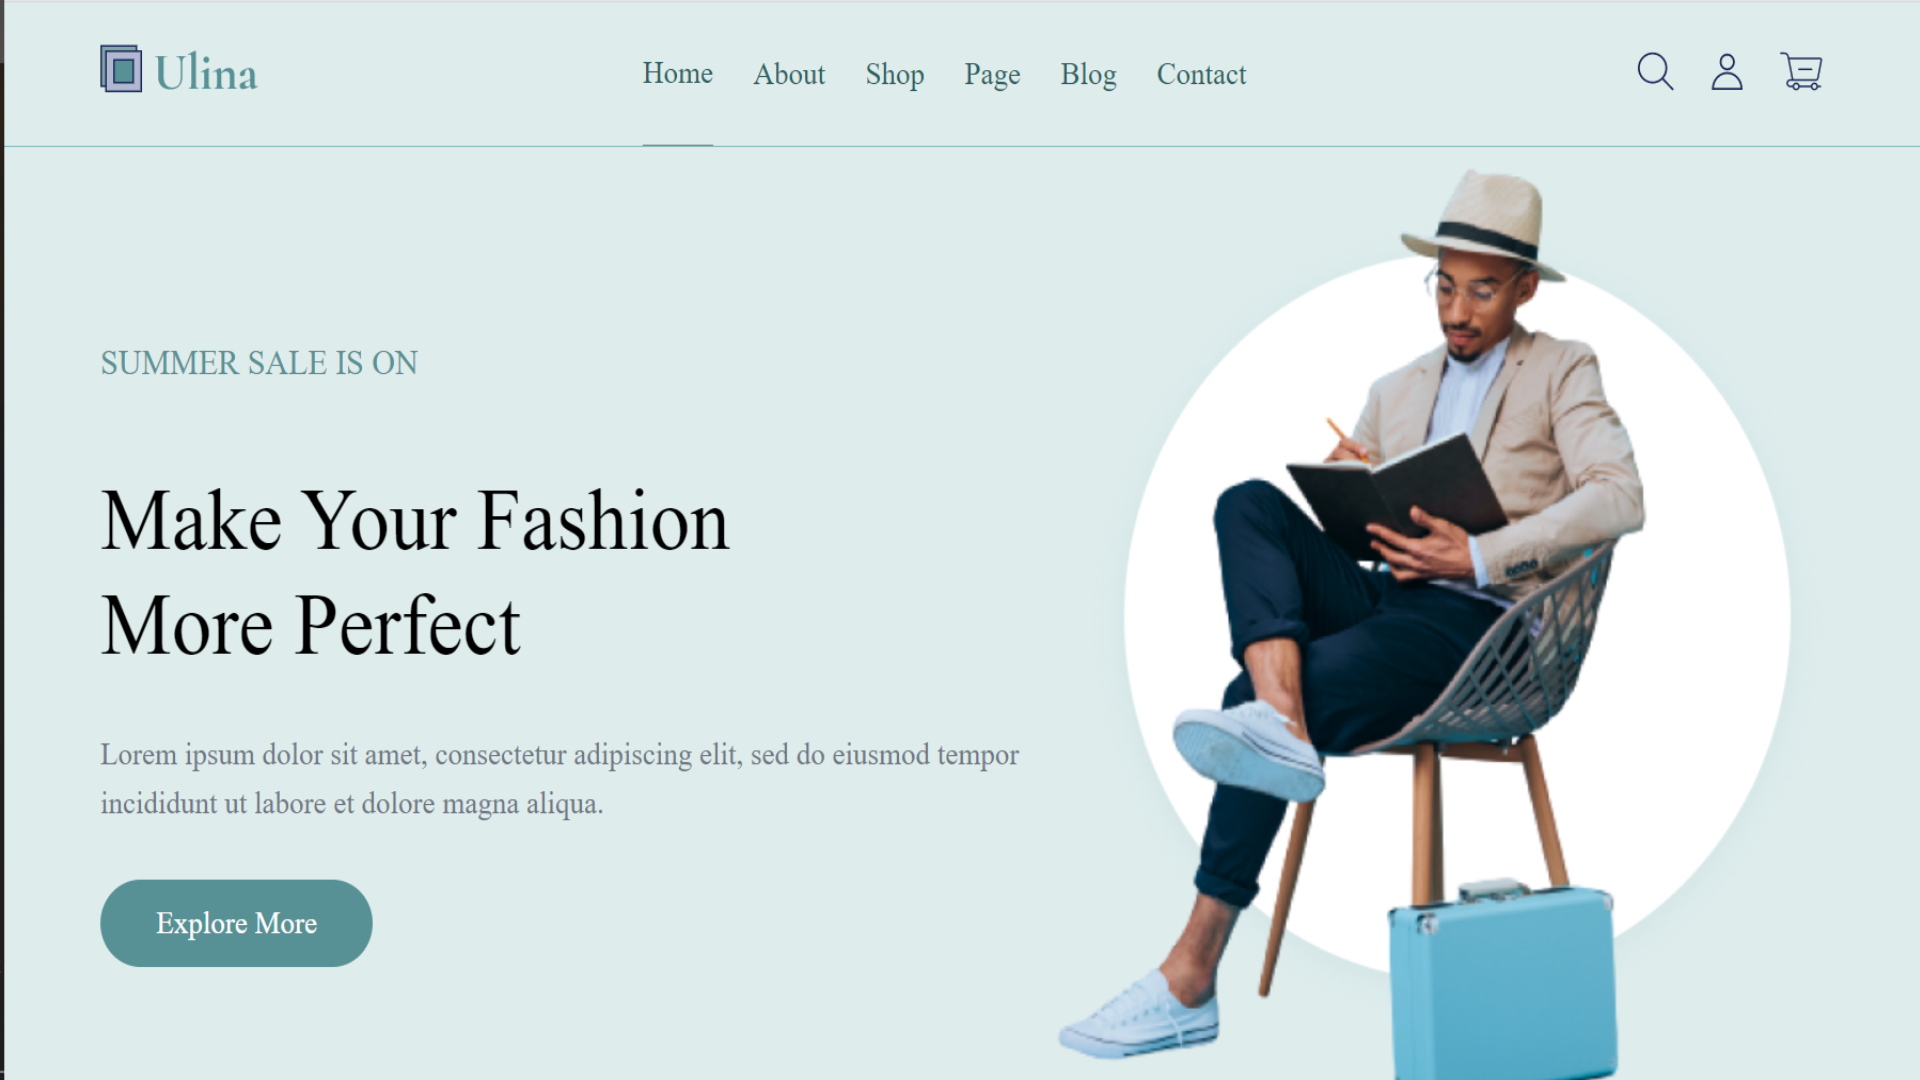 Ulina
Home About Shop Page Blog Contact
SUMMER SALE IS ON
Make Your Fashion
More Perfect
Lorem ipsum dolor sit amet, consectetur adipiscing elit, sed do eiusmod tempor
incididunt ut labore et dolore magna aliqua.
Explore More